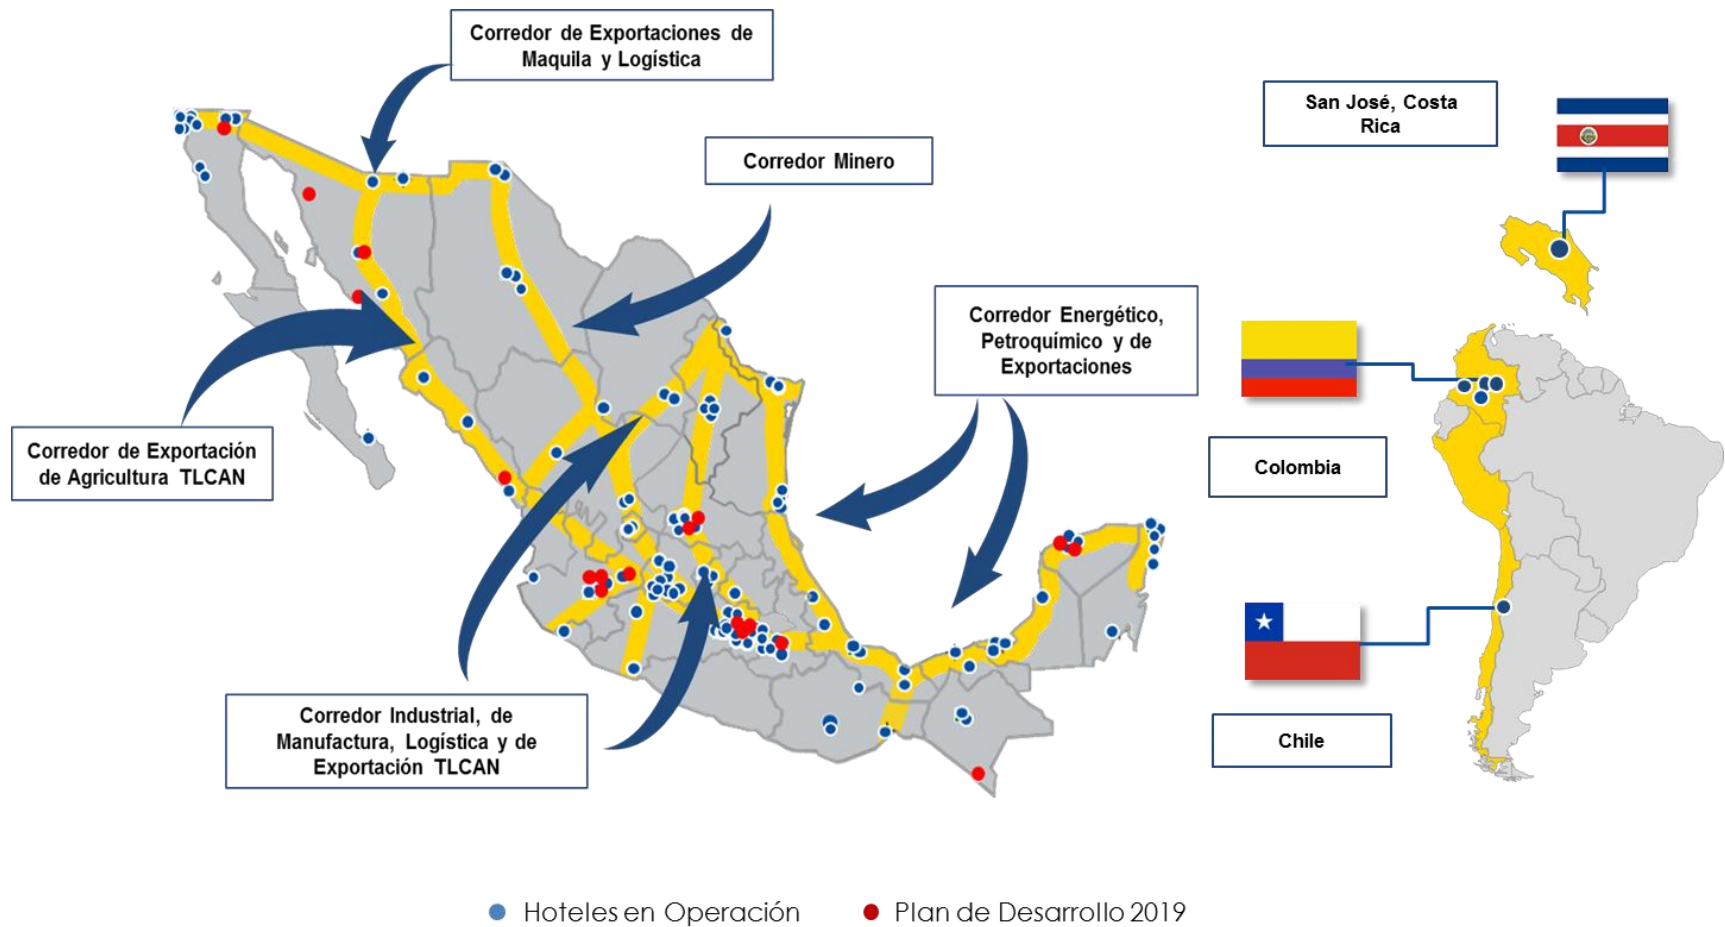 Corredor de Exportaciones de
Maquila y Logística
Corredor Minero
San José, Costa
Rica
Corredor Energético,
Petroquímico y de
Exportaciones
Corredor de Exportación
de Agricultura TLCAN
Colombia
Corredor Industrial, de
Manufactura, Logística y de
Exportación TLCAN
Chile
Hoteles en Operación
Plan de Desarrollo 2019